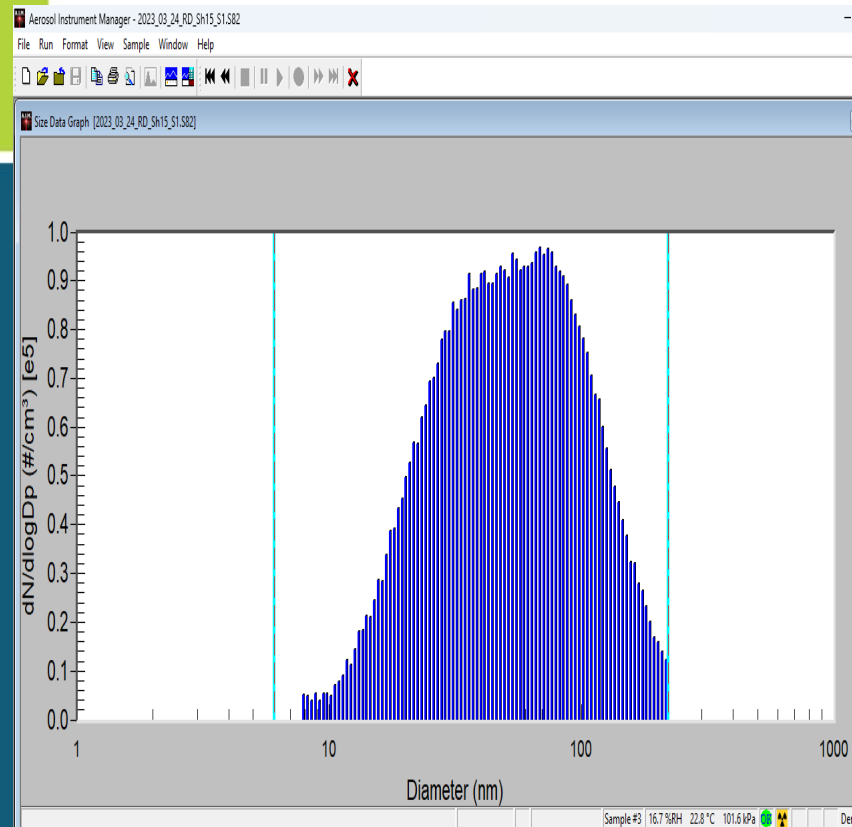 Aerosol Instrument Manager - 2023_03_24_RD_Sh15_S1.S82
File Run Format View Sample Window Help
Size Data Graph [2023_03_24_RD_Sh15_S1.S82]
dN/dlogDp (#/cm³) [e5]
1.0
0.9
0.8
0.7
0.6
0.5
0.4
0.3
0.2
0.1
0.0
1 10 100 1000
Diameter (nm)
Sample #3 16.7 %RH 22.8 °C 101.6 kPa OK